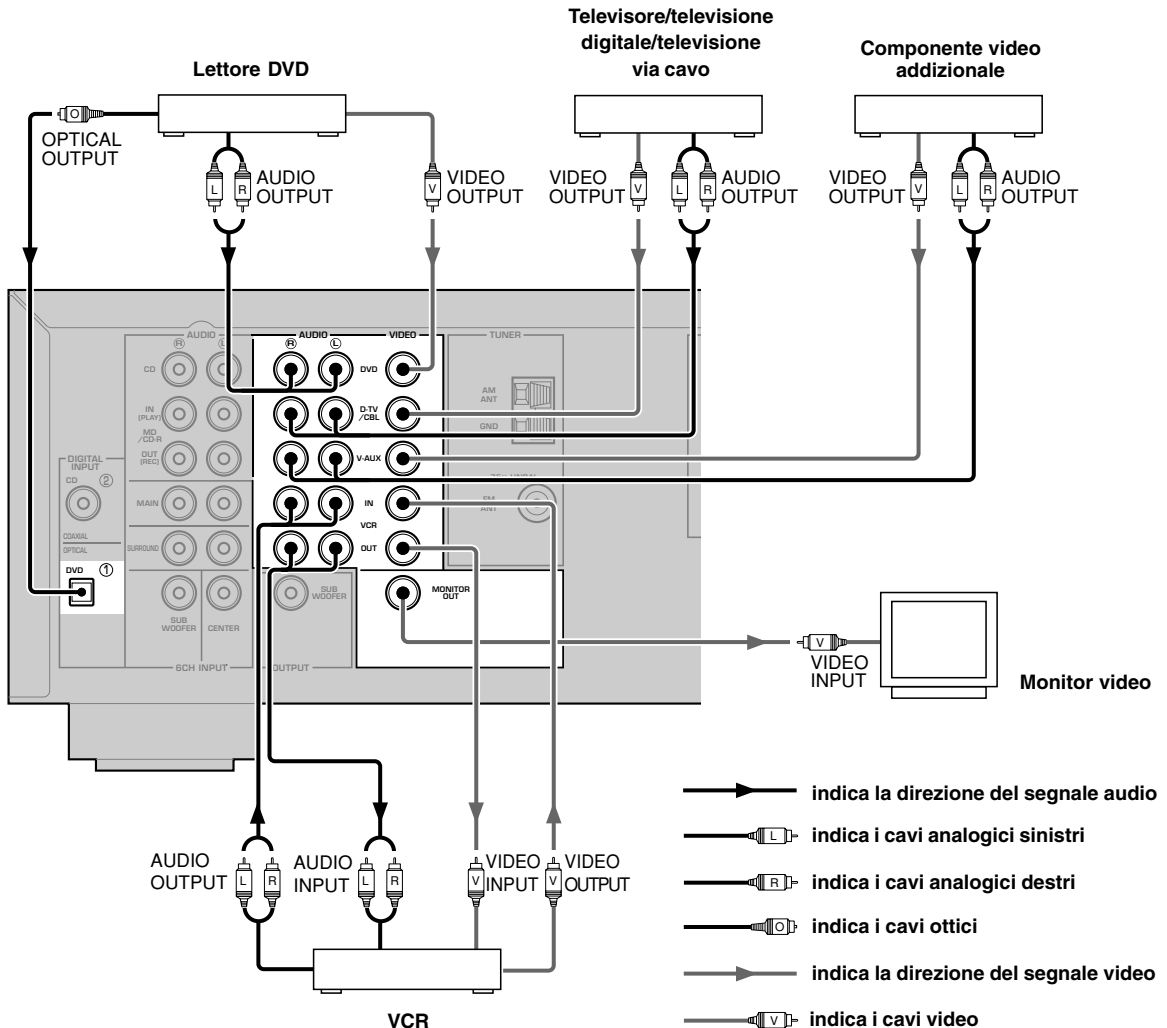 Televisore/televisione
digitale/televisione
via cavo
Componente video
addizionale
Lettore DVD
O
OPTICAL
OUTPUT
L R AUDIO
OUTPUT
V VIDEO
OUTPUT
VIDEO
OUTPUT V
L R AUDIO
OUTPUT
VIDEO
OUTPUT V
L R AUDIO
OUTPUT
AUDIO
R L
CD
IN
(PLAY)
MD
/CD-R
OUT
(REC)
MAIN
SURROUND
SUB
WOOFER
CENTER
6CH INPUT
DIGITAL
INPUT
CD 2
COAXIAL
OPTICAL
DVD 1
AUDIO
R L
VIDEO
DVD
D-TV
/CBL
V-AUX
IN
VCR
OUT
SUB
WOOFER
OUTPUT
MONITOR
OUT
TUNER
AM
ANT
GND
FM
ANT
V
VIDEO
INPUT
Monitor video
AUDIO
OUTPUT L R
AUDIO
INPUT L R
V VIDEO
INPUT
V VIDEO
OUTPUT
VCR
indica la direzione del segnale audio
L indica i cavi analogici sinistri
R indica i cavi analogici destri
O indica i cavi ottici
indica la direzione del segnale video
V indica i cavi video